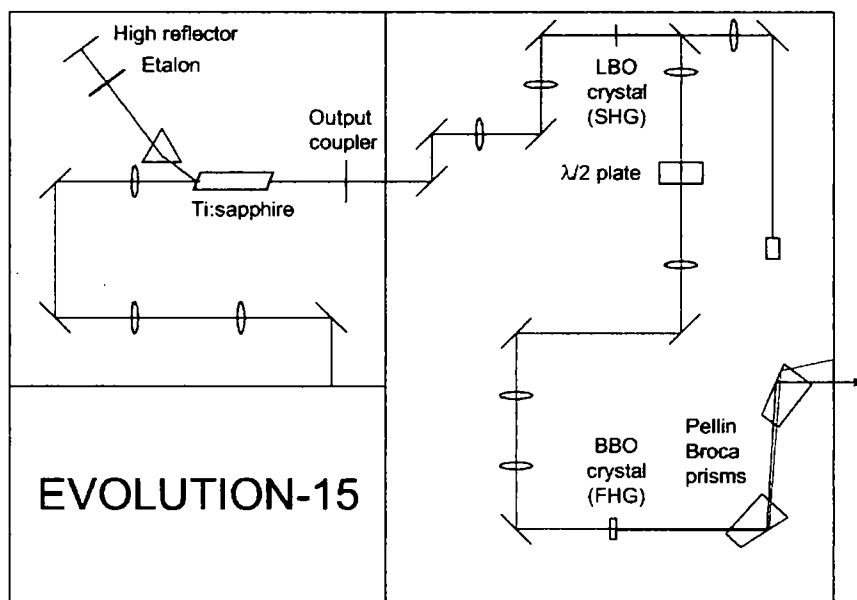 High reflector
Etalon
Output
coupler
Ti:sapphire
LBO
crystal
(SHG)
λ/2 plate
BBO
crystal
(FHG)
Pellin
Broca
prisms
EVOLUTION-15